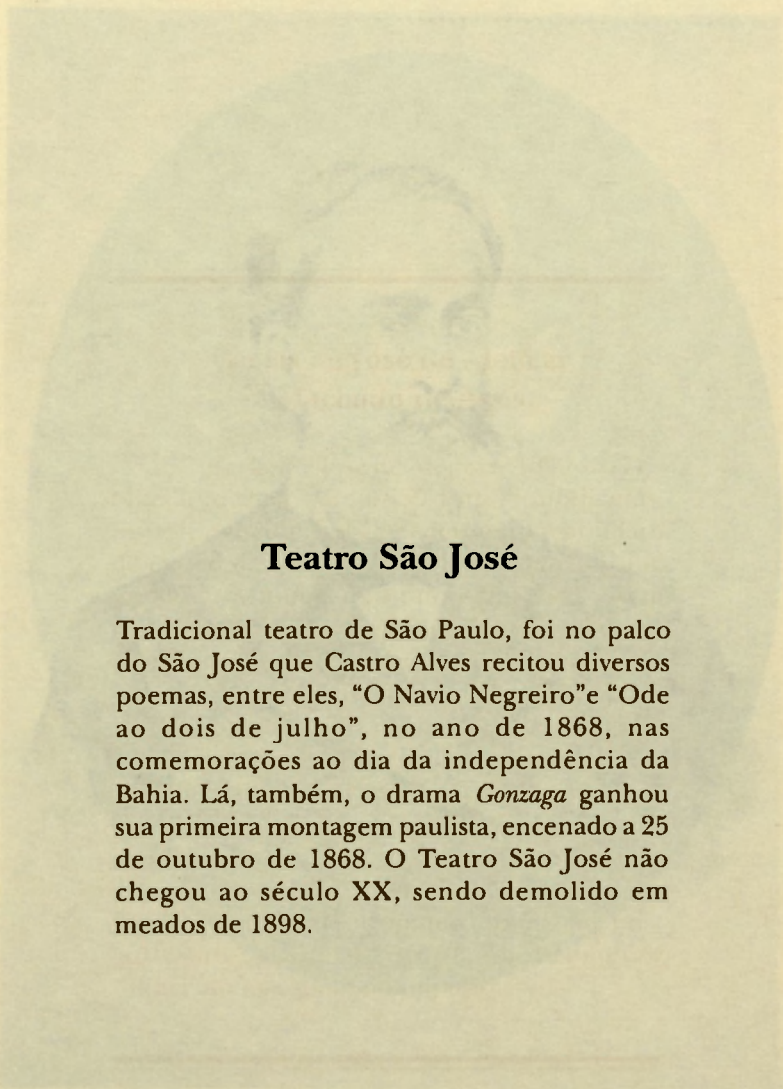 Teatro São José
Tradicional teatro de São Paulo, foi no palco
do São José que Castro Alves recitou diversos
poemas, entre eles, “O Navio Negreiro”e “Ode
ao dois de julho”, no ano de 1868, nas
comemorações ao dia da independência da
Bahia. Lá, também, o drama Gonzaga ganhou
sua primeira montagem paulista, encenado a 25
de outubro de 1868. O Teatro São José não
chegou ao século XX, sendo demolido em
meados de 1898.